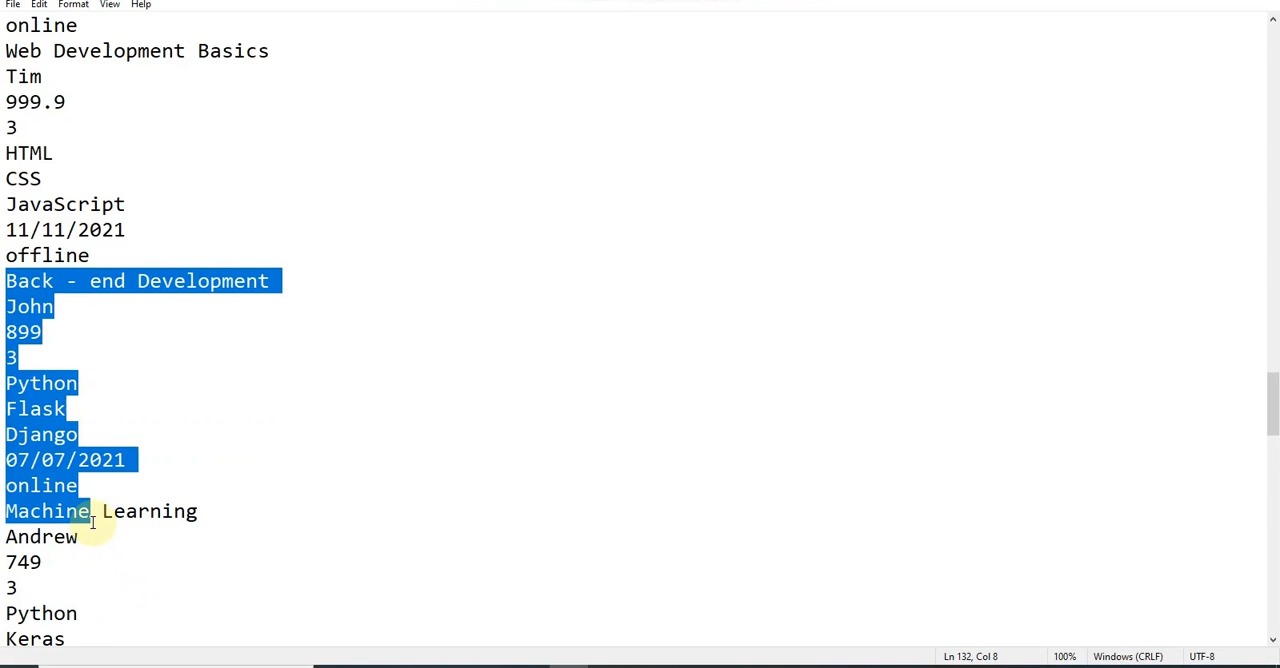 File Edit Format View Help
online
Web Development Basics
Tim
999.9
3
HTML
CSS
JavaScript
11/11/2021
offline
Back - end Development
John
899
3
Python
Flask
Django
07/07/2021
online
Machine Learning
Andrew
749
3
Python
Keras
Ln 132, Col 8 100% Windows (CRLF) UTF-8